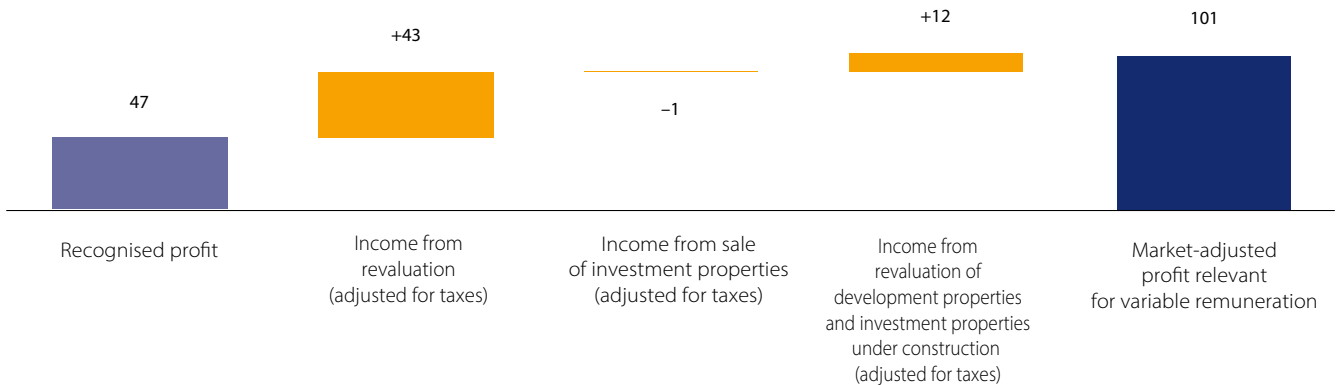 47
+43
–1
+12
101
Recognised profit
Income from
revaluation
(adjusted for taxes)
Income from sale
of investment properties
(adjusted for taxes)
Income from
revaluation of
development properties
and investment properties
under construction
(adjusted for taxes)
Market-adjusted
profit relevant
for variable remuneration